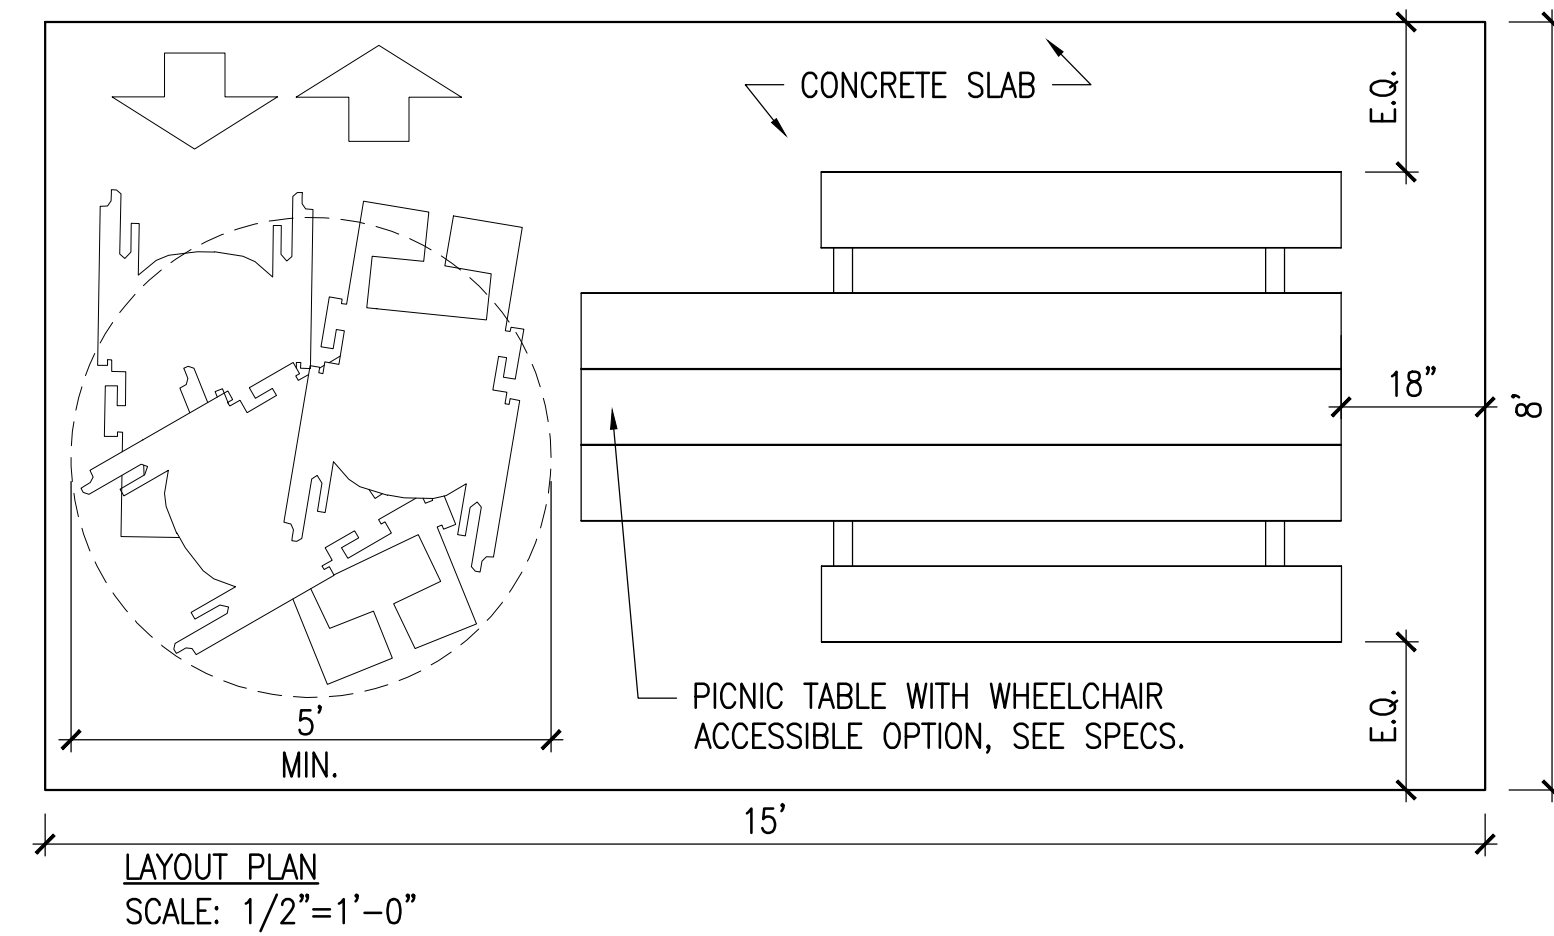 CONCRETE SLAB
E.Q.
18"
8'
PICNIC TABLE WITH WHEELCHAIR
ACCESSIBLE OPTION, SEE SPECS.
E.Q.
5'
MIN.
15'
LAYOUT PLAN
SCALE: 1/2"=1'-0"